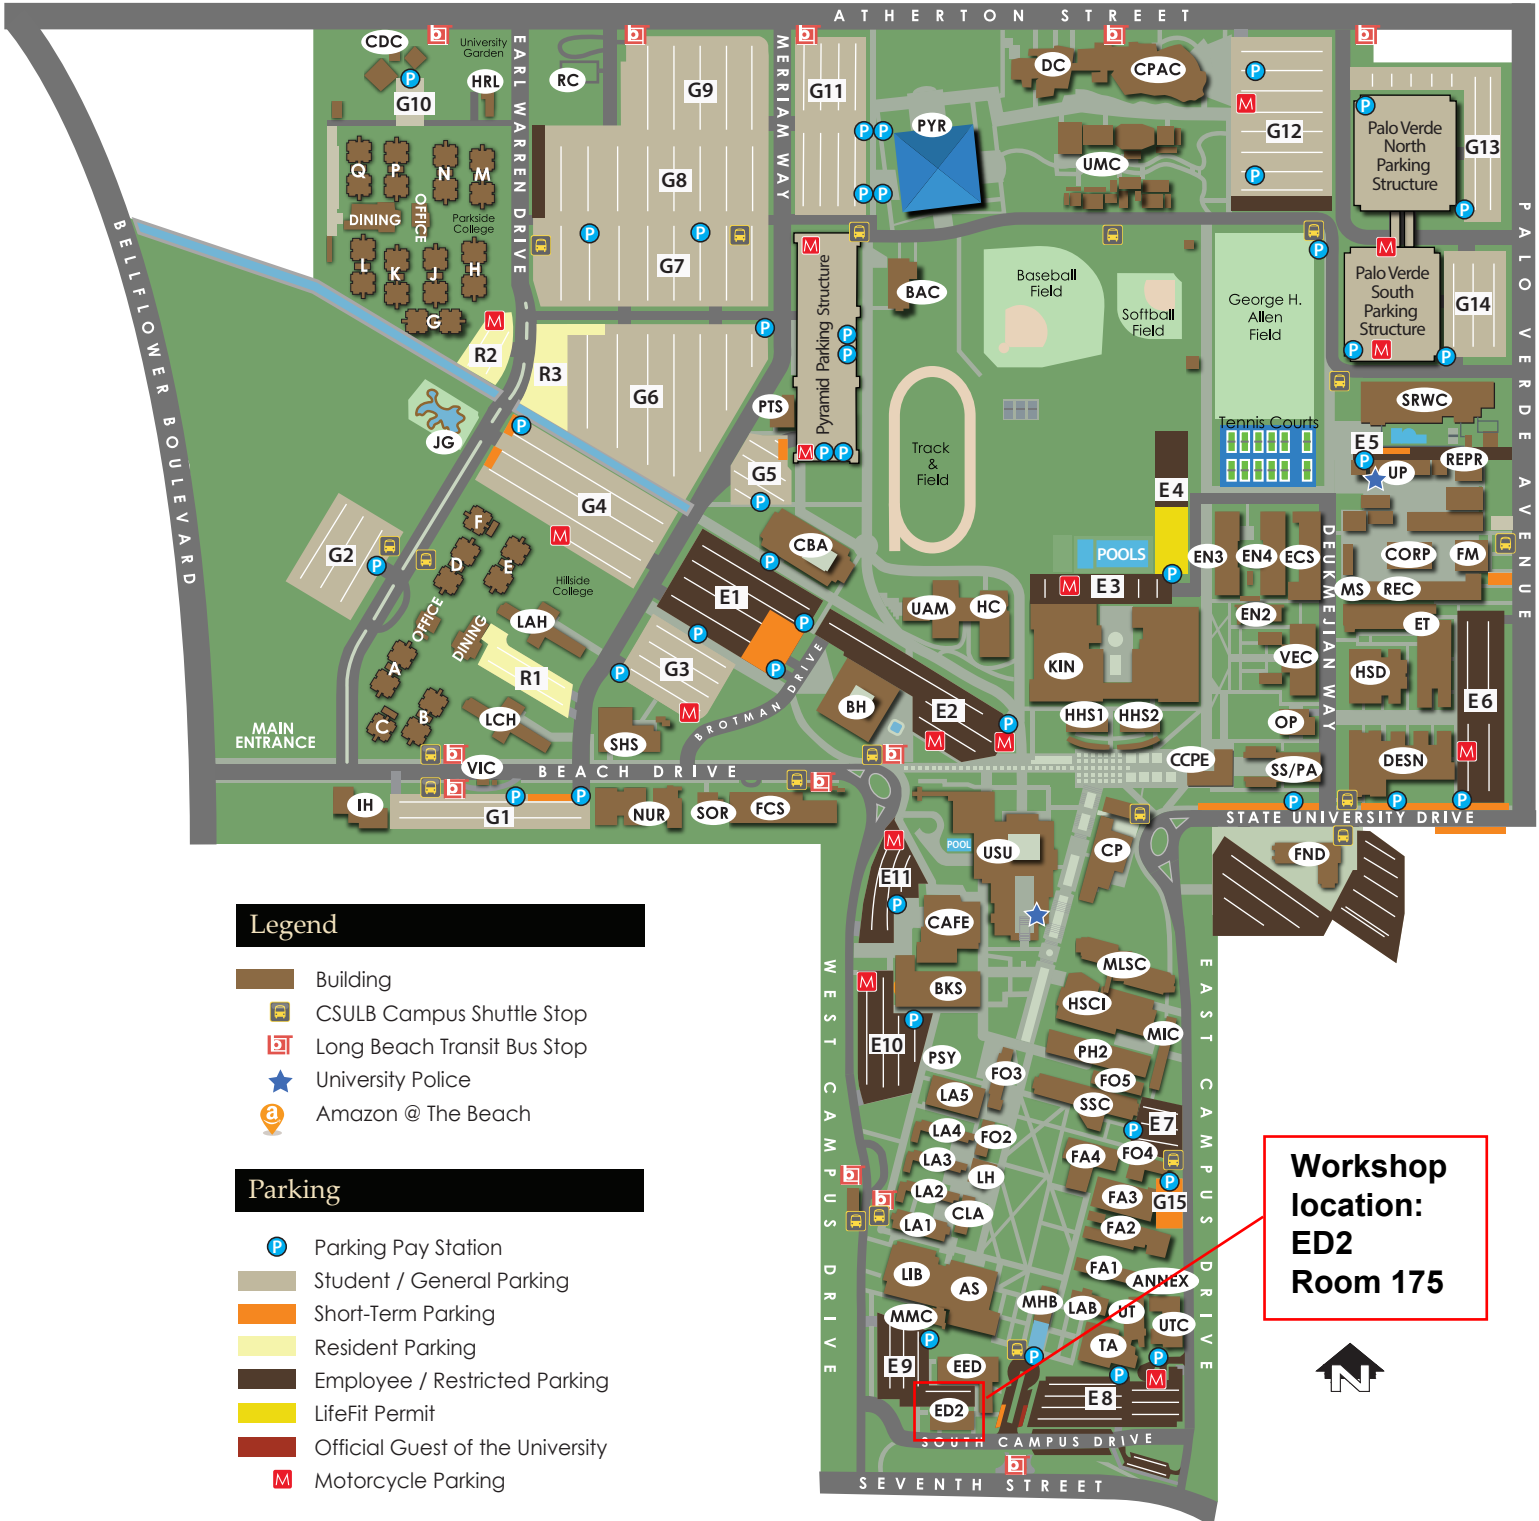 ATHERTON STREET
CDC
University
Garden
HRL
G10
EARL WARREN DRIVE
RC
G9
MERRIAM WAY
G11
PYR
DC
CPAC
UMC
G12
Palo Verde
North
Parking
Structure
G13
PALO VERDE AVENUE
Q
P
N
M
DINING
OFFICE
Parkside
College
L
K
J
H
G
G8
G7
BELLFLOWER BOULEVARD
Pyramid Parking Structure
BAC
Baseball
Field
Softball
Field
George H.
Allen
Field
Palo Verde
South
Parking
Structure
G14
R2
R3
G6
JG
PTS
G5
Track
&
Field
Tennis Courts
SRWC
E5
UP
REPR
E4
G4
G2
F
D
E
Hillside
College
OFFICE
DINING
LAH
R1
A
B
C
LCH
CBA
E1
G3
BROTMAN DRIVE
SHS
UAM
HC
POOLS
E3
KIN
EN3
EN4
ECS
EN2
VEC
OP
DEUKMEJIAN WAY
CORP
FM
MS
REC
ET
HSD
E6
MAIN
ENTRANCE
BH
E2
HHS1
HHS2
CCPE
SS/PA
DESN
VIC
BEACH DRIVE
IH
G1
NUR
SOR
FCS
STATE UNIVERSITY DRIVE
POOL
USU
CP
FND
E11
CAFE
BKS
E10
MLSC
HSCI
MIC
PH2
WEST CAMPUS DRIVE
EAST CAMPUS DRIVE
PSY
FO3
LA5
FO5
SSC
E7
LA4
FO2
FA4
FO4
LA3
LH
LA2
CLA
LA1
FA3
G15
FA2
LIB
AS
FA1
ANNEX
MHB
LAB
UT
UTC
MMC
TA
E9
EED
E8
ED2
SOUTH CAMPUS DRIVE
SEVENTH STREET
Legend
Building
CSULB Campus Shuttle Stop
Long Beach Transit Bus Stop
University Police
a
Amazon @ The Beach
Parking
P
Parking Pay Station
Student / General Parking
Short-Term Parking
Resident Parking
Employee / Restricted Parking
LifeFit Permit
Official Guest of the University
M
Motorcycle Parking
Workshop
location:
ED2
Room 175
N